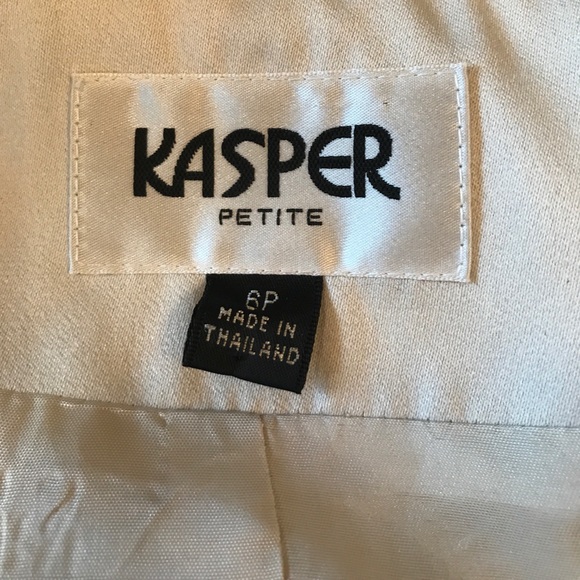 KASPER
PETITE
6P
MADE IN
THAILAND